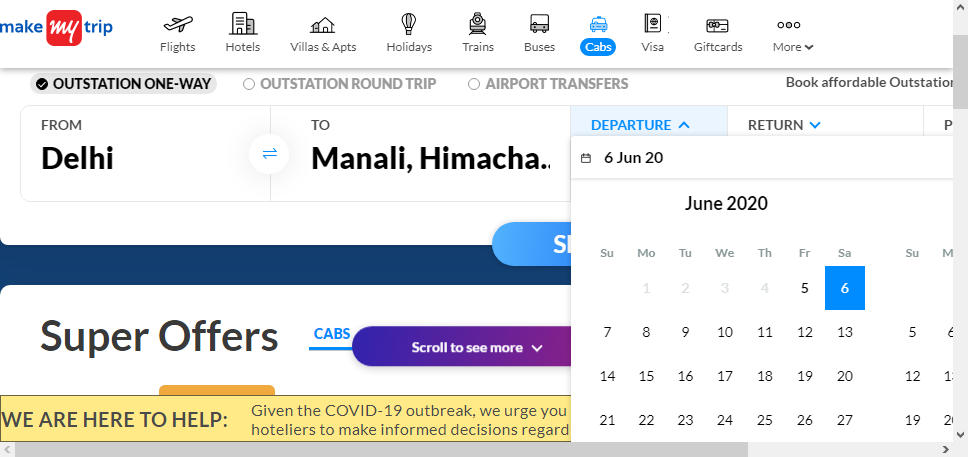 make my trip
Flights
Hotels
Villas & Apts
Holidays
Trains
Buses
Cabs
Visa
Giftcards
More
OUTSTATION ONE-WAY
OUTSTATION ROUND TRIP
AIRPORT TRANSFERS
Book affordable Outstation
FROM
TO
DEPARTURE
RETURN
P
Delhi
Manali, Himacha..
6 Jun 20
June 2020
Su Mo Tu We Th Fr Sa
1 2 3 4 5 6
7 8 9 10 11 12 13
14 15 16 17 18 19 20
21 22 23 24 25 26 27
Su M
5
12
19
Super Offers
CABS
Scroll to see more
WE ARE HERE TO HELP:
Given the COVID-19 outbreak, we urge you
hoteliers to make informed decisions regard